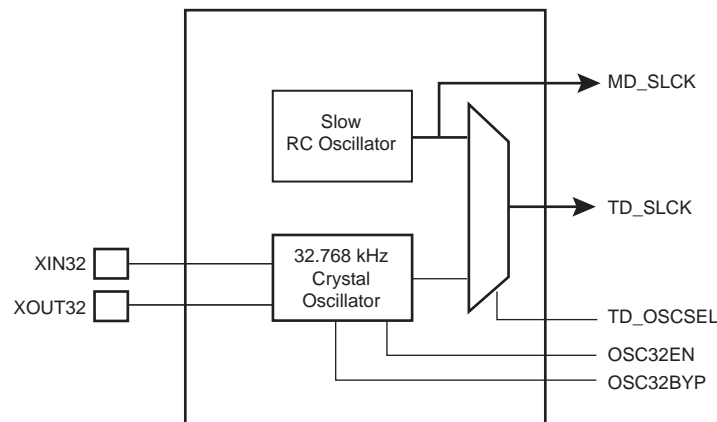 MD_SLCK
Slow
RC Oscillator
TD_SLCK
XIN32
32.768 kHz
Crystal
Oscillator
XOUT32
TD_OSCSEL
OSC32EN
OSC32BYP